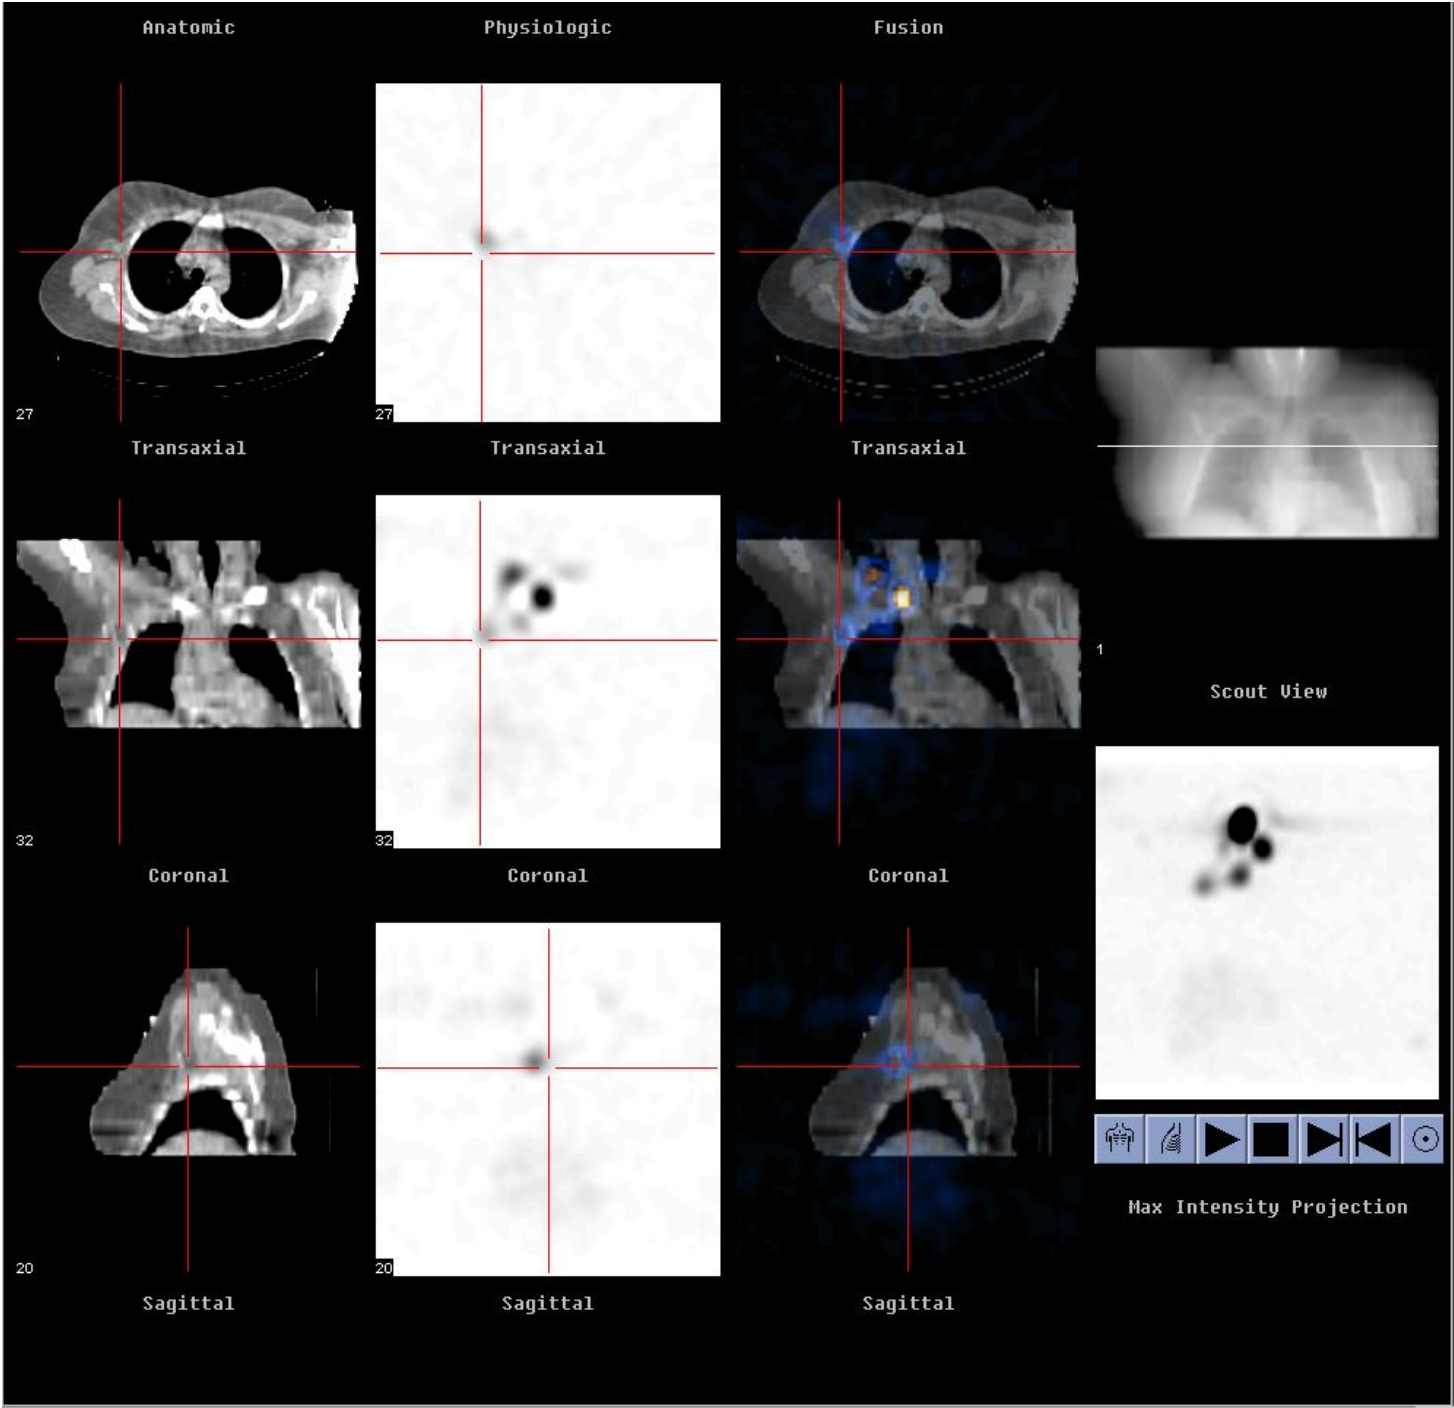 Anatomic Physiologic Fusion
27 27
Transaxial Transaxial Transaxial
1
Scout View
32 32
Coronal Coronal Coronal
Max Intensity Projection
20 20
Sagittal Sagittal Sagittal